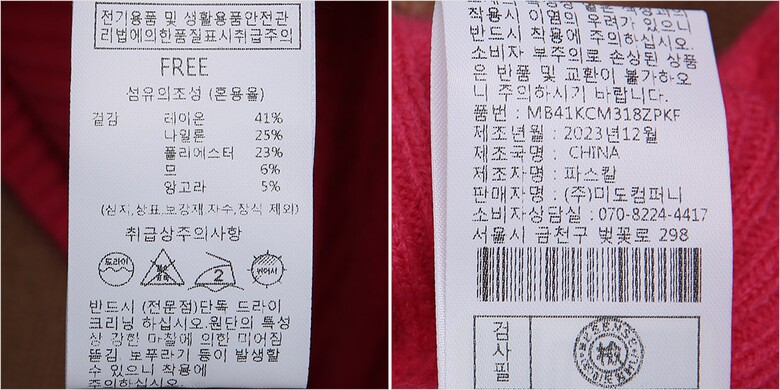 전기용품 및 생활용품안전관
리법에의한품질표시취급주의
FREE
섬유의조성 (혼용율)
겉감 레이온 41%
나일론 25%
폴리에스터 23%
모 6%
앙고라 5%
(심지,상표,보강재,자수,장식 제외)
취급상주의사항
드라이
2
반드시 (전문점)단독 드라이
크리닝 하십시오.원단의 특성
상 강한 마찰에 의한 미어짐
뜯김, 보푸라기 등이 발생할
수 있으니 착용에
주의하십시오.
착용시 이염의 우려가 있으니
반드시 착용에 주의하십시오.
소비자 부주의로 손상된 상품
은 반품 및 교환이 불가하오
니 주의하시기 바랍니다.
품번 : MB41KCM318ZPKF
제조년월 : 2023년12월
제조국명 : CHINA
제조자명 : 파스칼
판매자명 : (주)미도컴퍼니
소비자상담실 : 070-8224-4417
서울시 금천구 벚꽃로 298
검사필
檢